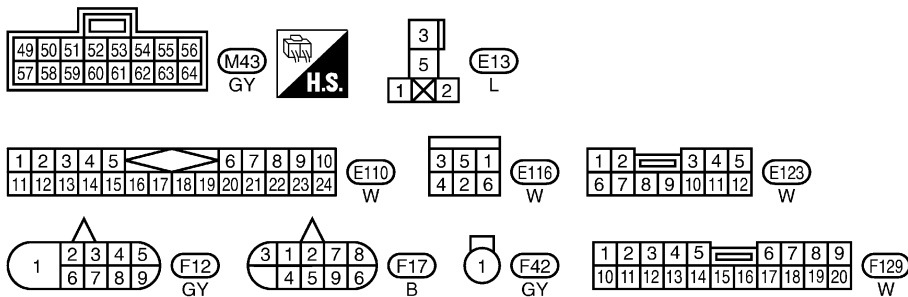 49 50 51 52 53 54 55 56
57 58 59 60 61 62 63 64
M43
GY
H.S.
3
5
1 2
E13
L
1 2 3 4 5 6 7 8 9 10
11 12 13 14 15 16 17 18 19 20 21 22 23 24
E110
W
3 5 1
4 2 6
E116
W
1 2 3 4 5
6 7 8 9 10 11 12
E123
W
1 2 3 4 5
6 7 8 9
F12
GY
3 1 2 7 8
4 5 9 6
F17
B
1
F42
GY
1 2 3 4 5 6 7 8 9
10 11 12 13 14 15 16 17 18 19 20
F129
W